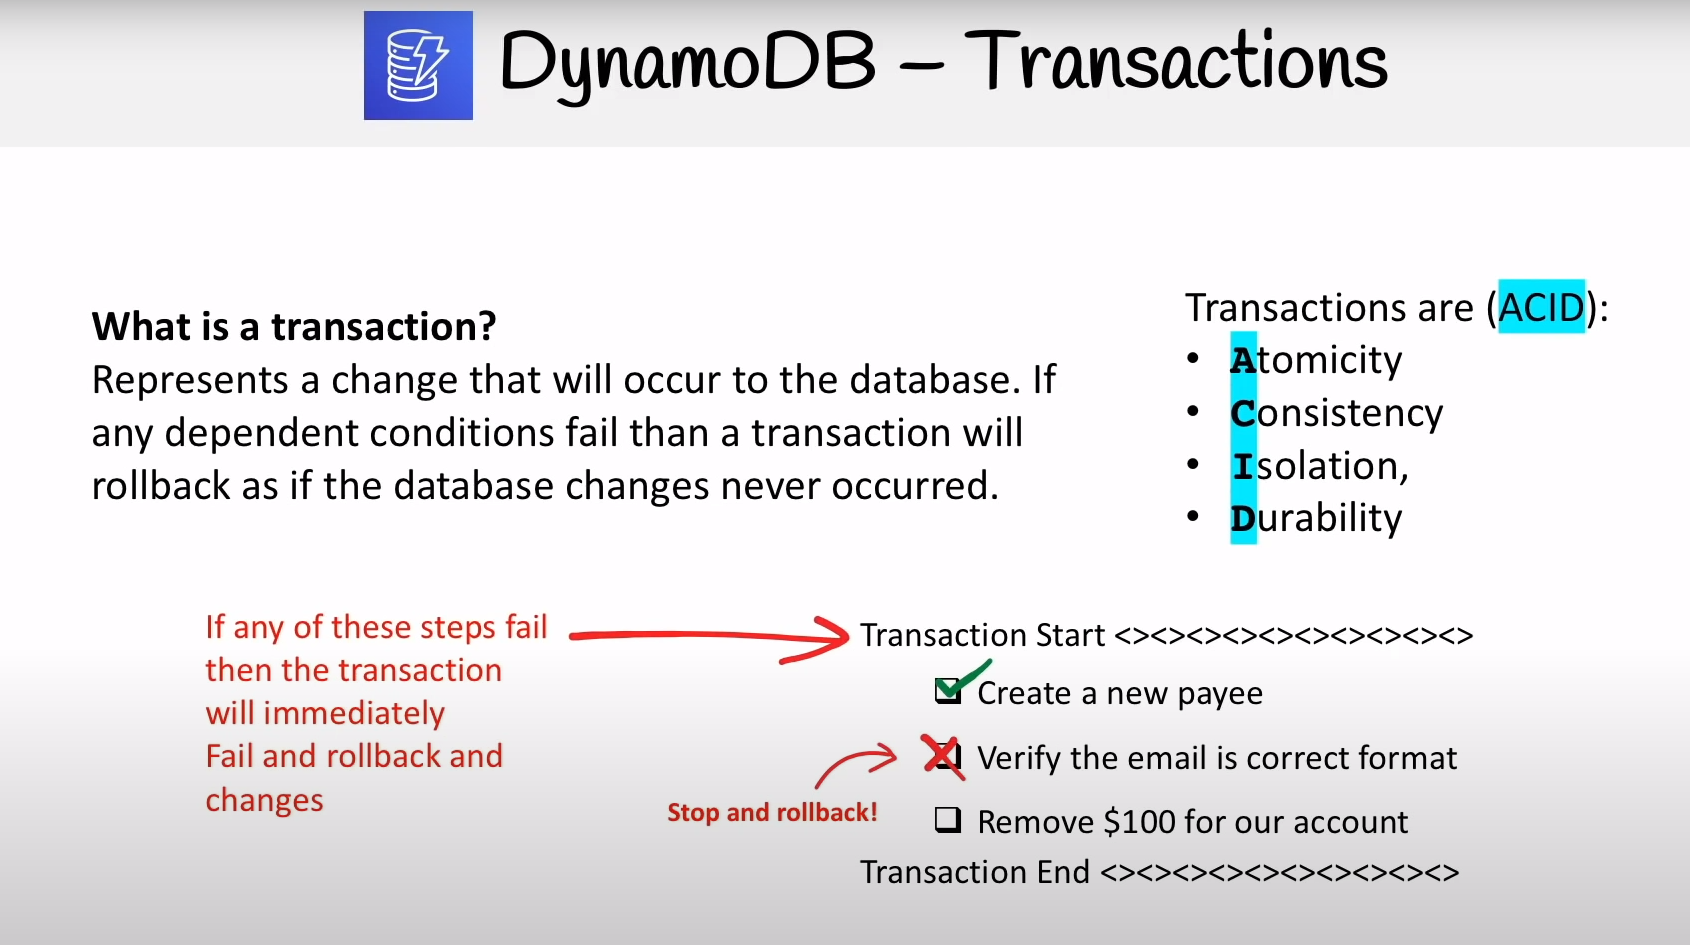 DynamoDB – Transactions
What is a transaction?
Represents a change that will occur to the database. If
any dependent conditions fail than a transaction will
rollback as if the database changes never occurred.
Transactions are (ACID):
• Atomicity
• Consistency
• Isolation,
• Durability
If any of these steps fail
then the transaction
will immediately
Fail and rollback and
changes
Transaction Start <><><><><><><><><><>
Create a new payee
Verify the email is correct format
Stop and rollback!
Remove $100 for our account
Transaction End <><><><><><><><><><>